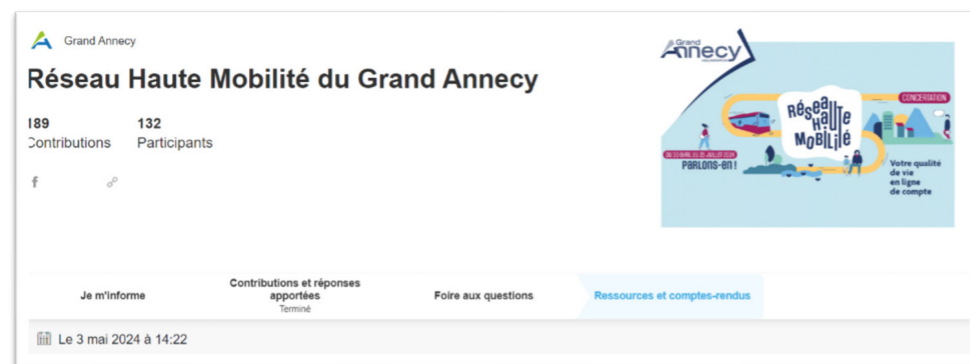 Grand Annecy
Réseau Haute Mobilité du Grand Annecy
189
132
Contributions
Participants
Grand
Annecy
Réseau
Haute
Mobilité
CONCERTATION
PARLONS-EN !
Votre qualité
de vie
en ligne
de compte
Je m'informe
Contributions et réponses
apportées
Terminé
Foire aux questions
Ressources et comptes-rendus
Le 3 mai 2024 à 14:22